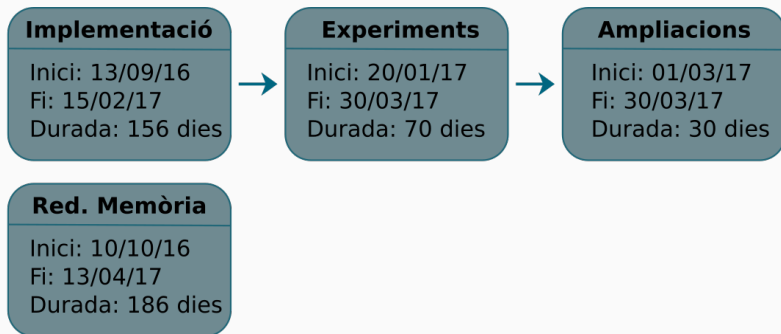 Implementació
Inici: 13/09/16
Fi: 15/02/17
Durada: 156 dies
Experiments
Inici: 20/01/17
Fi: 30/03/17
Durada: 70 dies
Ampliacions
Inici: 01/03/17
Fi: 30/03/17
Durada: 30 dies
Red. Memòria
Inici: 10/10/16
Fi: 13/04/17
Durada: 186 dies